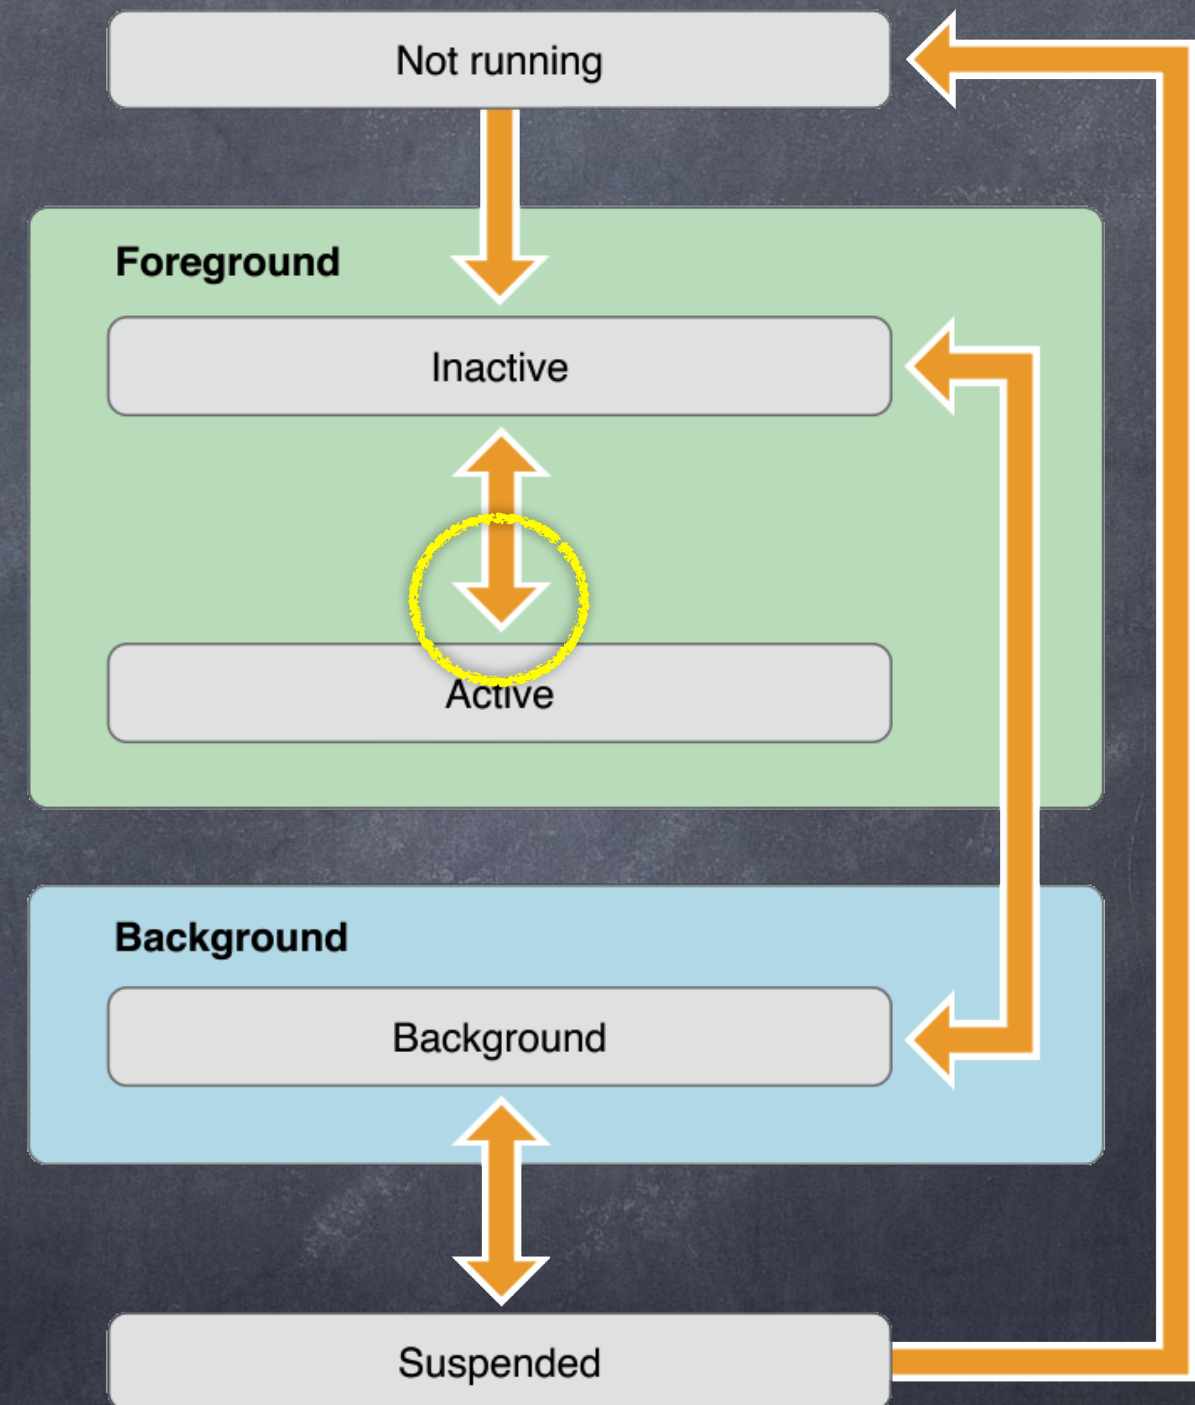 Not running
Foreground
Inactive
Active
Background
Background
Suspended